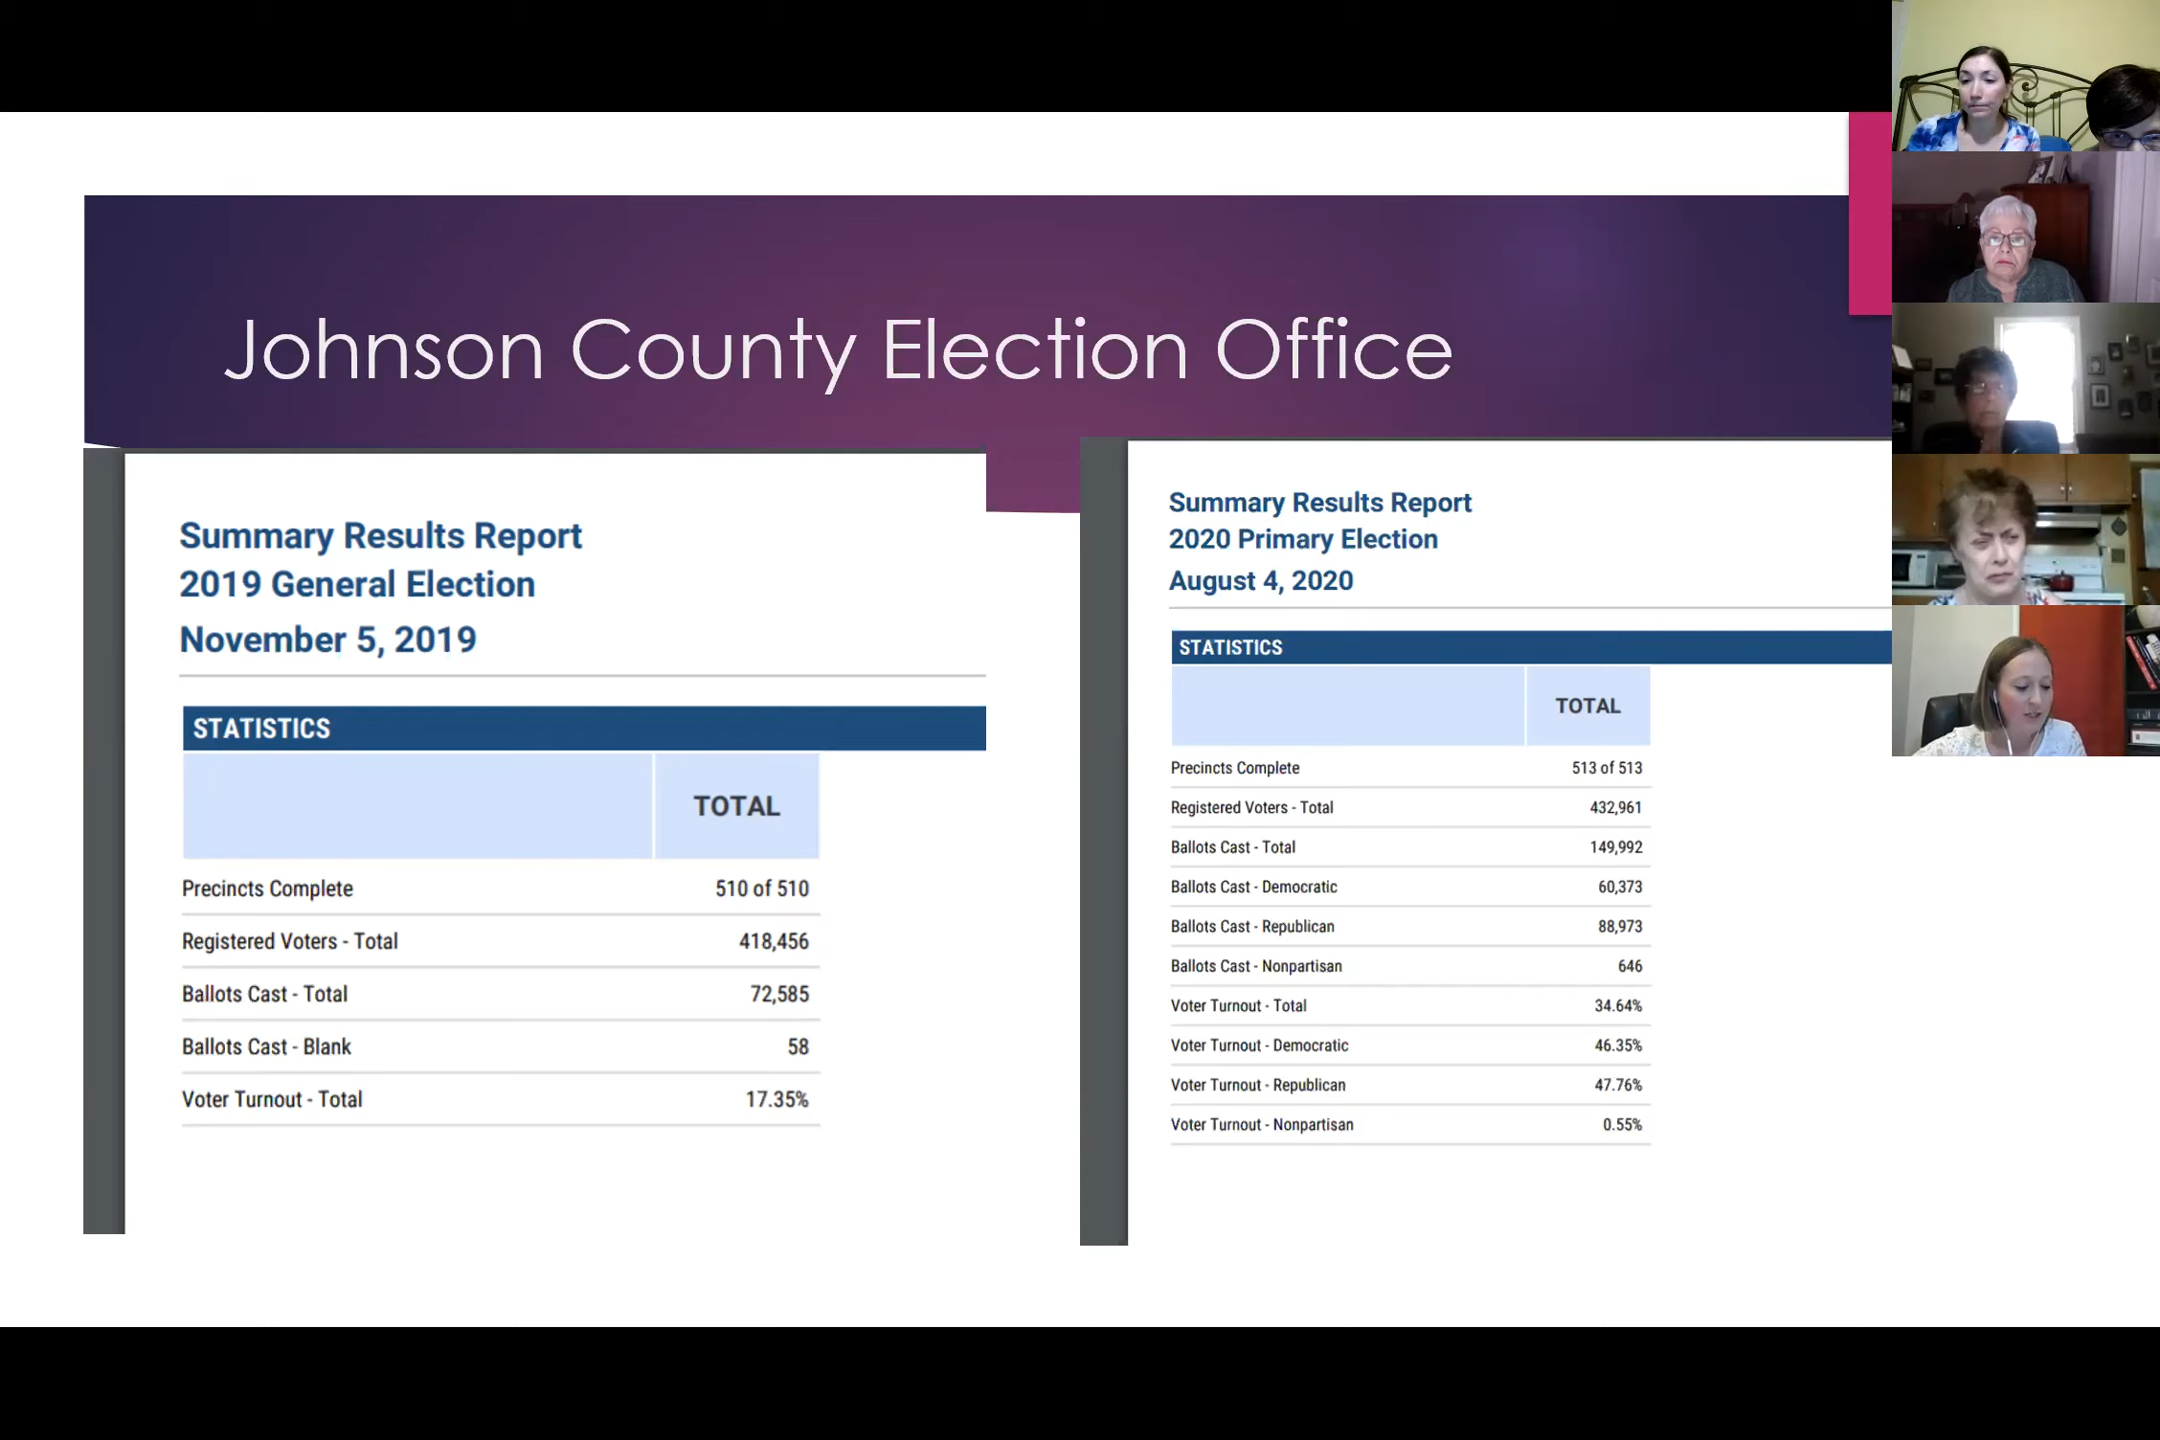 Johnson County Election Office
Summary Results Report
2019 General Election
November 5, 2019
STATISTICS
TOTAL
Precincts Complete 510 of 510
Registered Voters - Total 418,456
Ballots Cast - Total 72,585
Ballots Cast - Blank 58
Voter Turnout - Total 17.35%
Summary Results Report
2020 Primary Election
August 4, 2020
STATISTICS
TOTAL
Precincts Complete 513 of 513
Registered Voters - Total 432,961
Ballots Cast - Total 149,992
Ballots Cast - Democratic 60,373
Ballots Cast - Republican 88,973
Ballots Cast - Nonpartisan 646
Voter Turnout - Total 34.64%
Voter Turnout - Democratic 46.35%
Voter Turnout - Republican 47.76%
Voter Turnout - Nonpartisan 0.55%